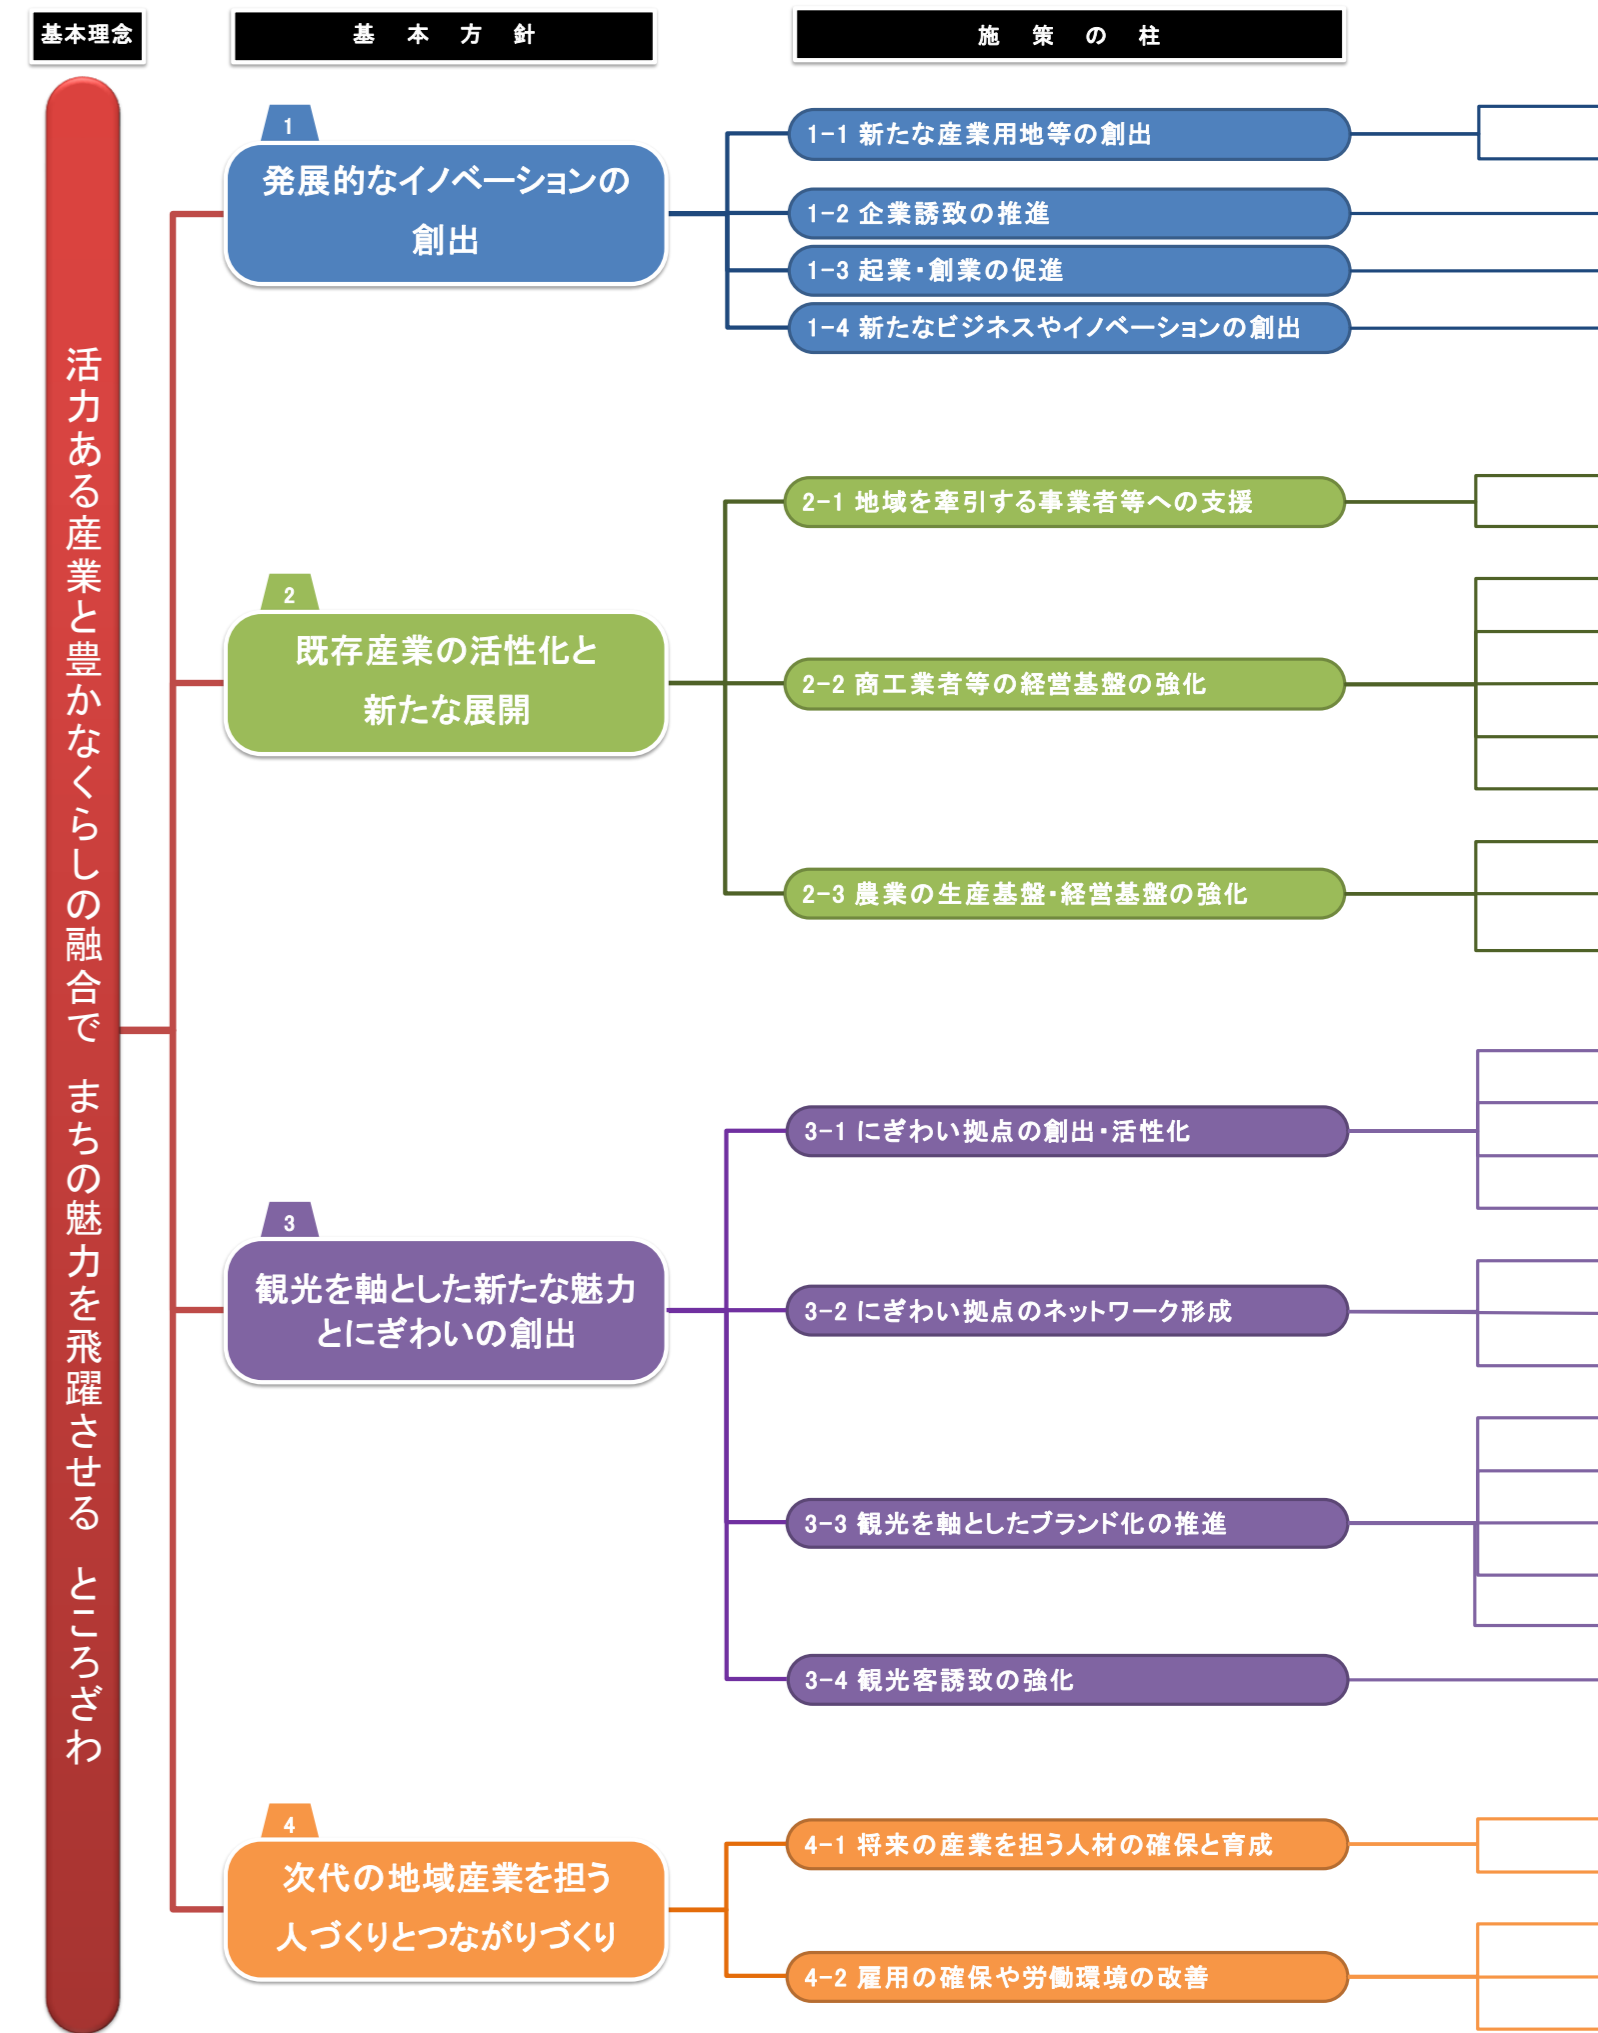 基本理念
基本方針
施策の柱
活力ある産業と豊かなくらしの融合で　まちの魅力を飛躍させる　ところざわ
1
発展的なイノベーションの
創出
1-1 新たな産業用地等の創出
1-2 企業誘致の推進
1-3 起業・創業の促進
1-4 新たなビジネスやイノベーションの創出
2
既存産業の活性化と
新たな展開
2-1 地域を牽引する事業者等への支援
2-2 商工業者等の経営基盤の強化
2-3 農業の生産基盤・経営基盤の強化
3
観光を軸とした新たな魅力
とにぎわいの創出
3-1 にぎわい拠点の創出・活性化
3-2 にぎわい拠点のネットワーク形成
3-3 観光を軸としたブランド化の推進
3-4 観光客誘致の強化
4
次代の地域産業を担う
人づくりとつながりづくり
4-1 将来の産業を担う人材の確保と育成
4-2 雇用の確保や労働環境の改善